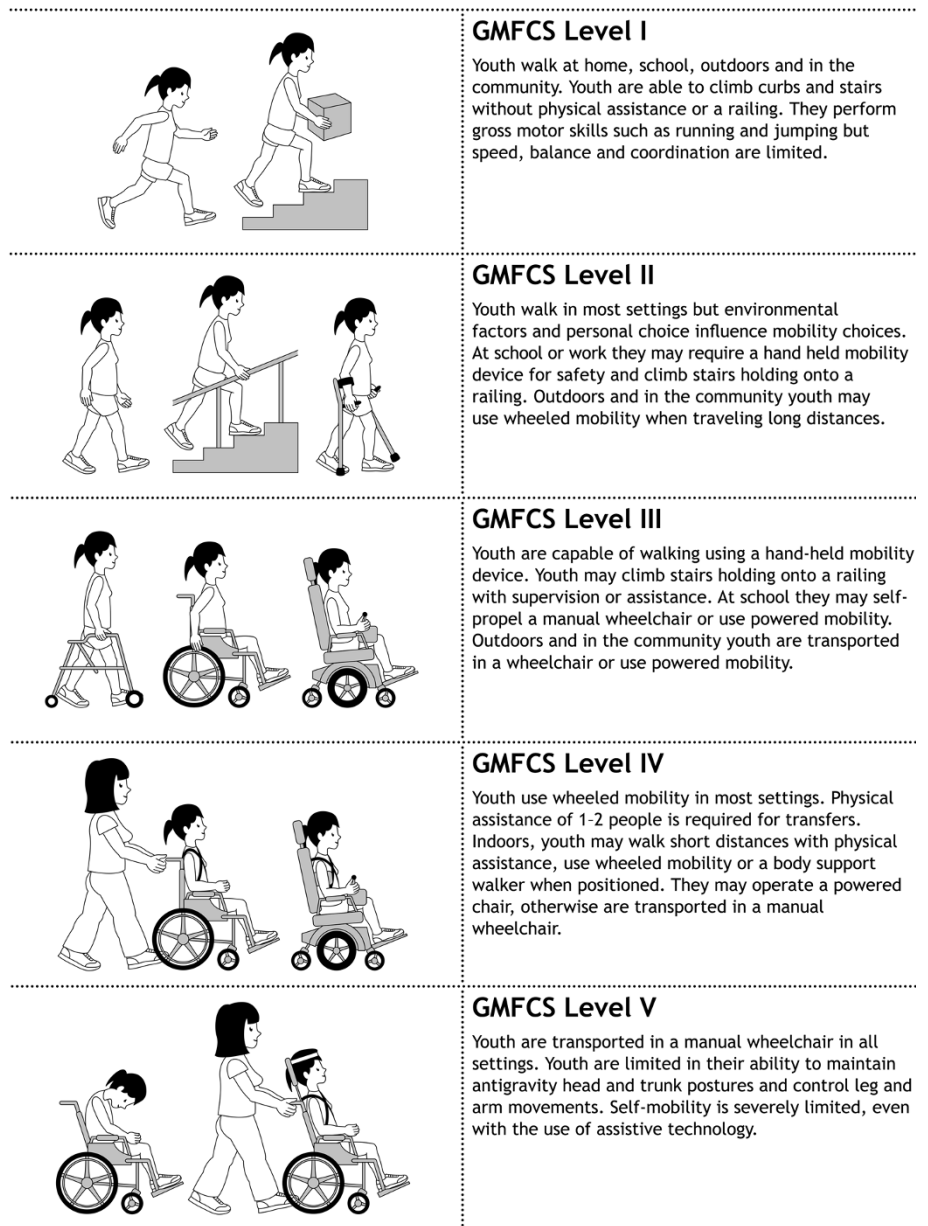 GMFCS Level I
Youth walk at home, school, outdoors and in the
community. Youth are able to climb curbs and stairs
without physical assistance or a railing. They perform
gross motor skills such as running and jumping but
speed, balance and coordination are limited.
GMFCS Level II
Youth walk in most settings but environmental
factors and personal choice influence mobility choices.
At school or work they may require a hand held mobility
device for safety and climb stairs holding onto a
railing. Outdoors and in the community youth may
use wheeled mobility when traveling long distances.
GMFCS Level III
Youth are capable of walking using a hand-held mobility
device. Youth may climb stairs holding onto a railing
with supervision or assistance. At school they may self-
propel a manual wheelchair or use powered mobility.
Outdoors and in the community youth are transported
in a wheelchair or use powered mobility.
GMFCS Level IV
Youth use wheeled mobility in most settings. Physical
assistance of 1–2 people is required for transfers.
Indoors, youth may walk short distances with physical
assistance, use wheeled mobility or a body support
walker when positioned. They may operate a powered
chair, otherwise are transported in a manual
wheelchair.
GMFCS Level V
Youth are transported in a manual wheelchair in all
settings. Youth are limited in their ability to maintain
antigravity head and trunk postures and control leg and
arm movements. Self-mobility is severely limited, even
with the use of assistive technology.